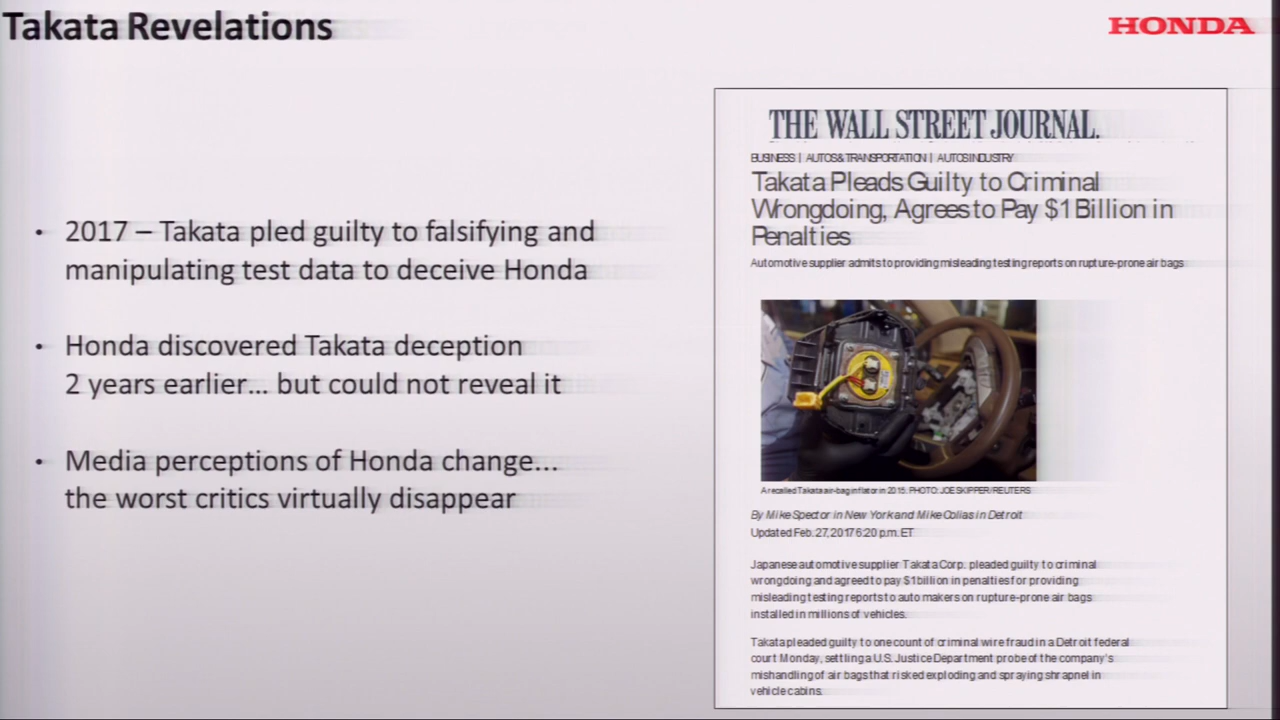 Takata Revelations
HONDA
• 2017 – Takata pled guilty to falsifying and
manipulating test data to deceive Honda
• Honda discovered Takata deception
2 years earlier... but could not reveal it
• Media perceptions of Honda change...
the worst critics virtually disappear
THE WALL STREET JOURNAL.
BUSINESS | AUTOS & TRANSPORTATION | AUTOS INDUSTRY
Takata Pleads Guilty to Criminal
Wrongdoing, Agrees to Pay $1 Billion in
Penalties
Automotive supplier admits to providing misleading testing reports on rupture-prone air bags
A recalled Takata air-bag inflator in 2015. PHOTO: JOE SKIPPER/REUTERS
By Mike Spector in New York and Mike Colias in Detroit
Updated Feb. 27, 2017 6:20 p.m. ET
Japanese automotive supplier Takata Corp. pleaded guilty to criminal
wrongdoing and agreed to pay $1 billion in penalties for providing
misleading testing reports to auto makers on rupture-prone air bags
installed in millions of vehicles.
Takata pleaded guilty to one count of criminal wire fraud in a Detroit federal
court Monday, settling a U.S. Justice Department probe of the company's
mishandling of air bags that risked exploding and spraying shrapnel in
vehicle cabins.